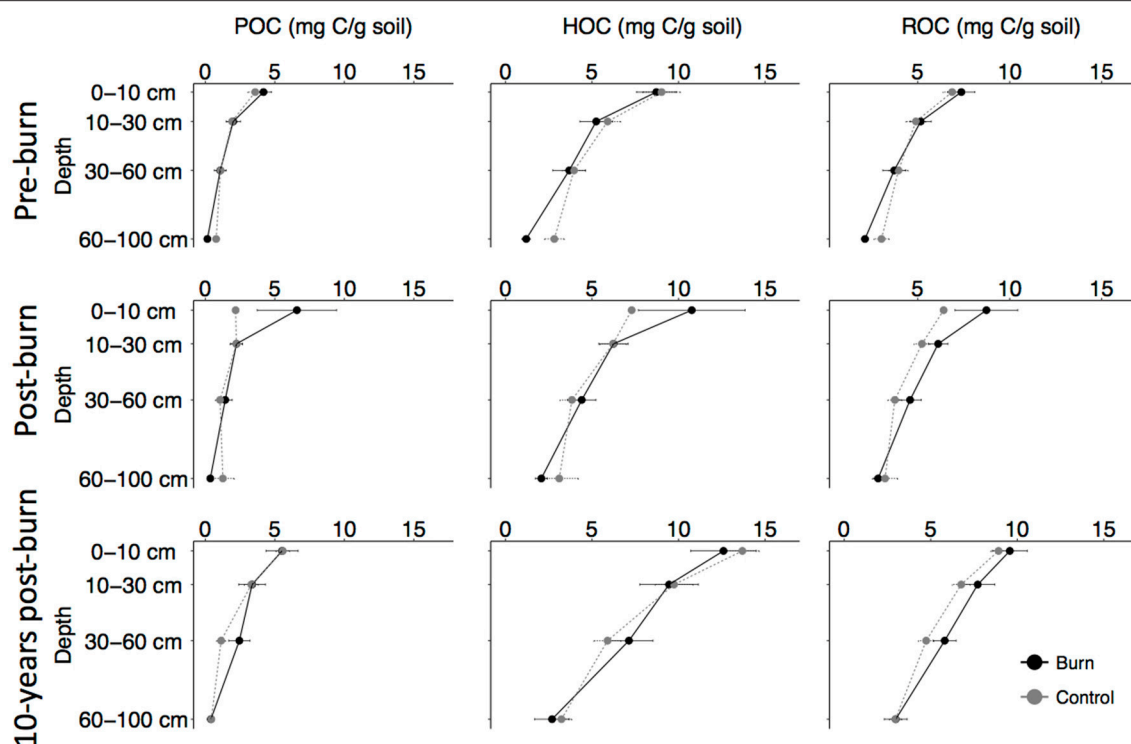 POC (mg C/g soil) HOC (mg C/g soil) ROC (mg C/g soil)
Pre-burn
Depth
0 5 10 15 0 5 10 15 5 10 15
0–10 cm
10–30 cm
30–60 cm
60–100 cm
Post-burn
Depth
0 5 10 15 0 5 10 15 5 10 15
0–10 cm
10–30 cm
30–60 cm
60–100 cm
10-years post-burn
Depth
0 5 10 15 0 5 10 15 0 5 10 15
0–10 cm
10–30 cm
30–60 cm
60–100 cm
Burn
Control